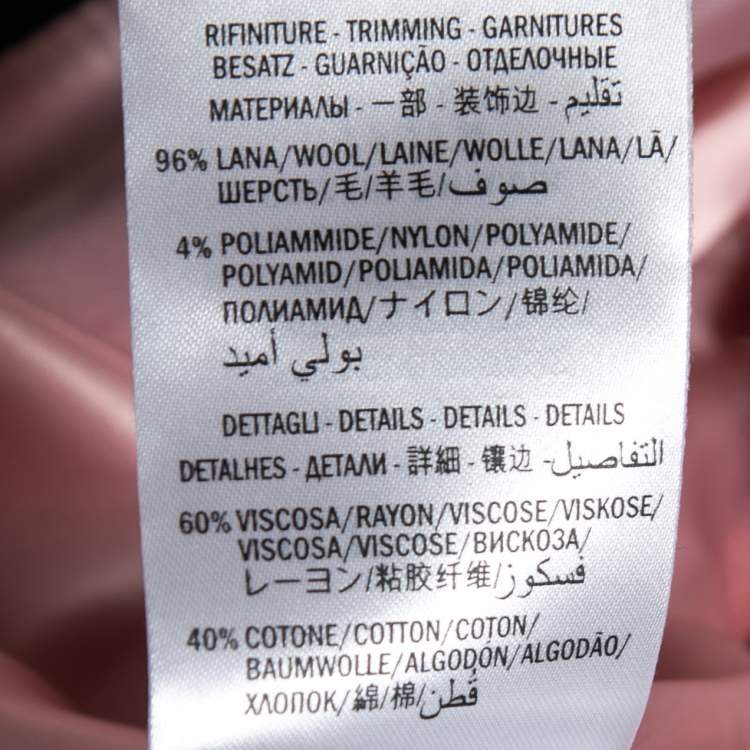 RIFINITURE - TRIMMING - GARNITURES
BESATZ - GUARNIÇÃO - ОТДЕЛОЧНЫЕ
МАТЕРИАЛЫ - 一部 - 装饰边 - تقليم
96% LANA/WOOL/LAINE/WOLLE/LANA/LÃ/
ШЕРСТЬ/毛/羊毛/صوف
4% POLIAMMIDE/NYLON/POLYAMIDE/
POLYAMID/POLIAMIDA/POLIAMIDA/
ПОЛИАМИД/ナイロン/锦纶/
بولي أميد
DETTAGLI - DETAILS - DETAILS - DETAILS
DETALHES - ДЕТАЛИ - 詳細 - 镶边 - التفاصيل
60% VISCOSA/RAYON/VISCOSE/VISKOSE/
VISCOSA/VISCOSE/ВИСКОЗА/
レーヨン/粘胶纤维/فسكوز
40% COTONE/COTTON/COTON/
BAUMWOLLE/ALGODÓN/ALGODÃO/
ХЛОПОК/綿/棉/قطن